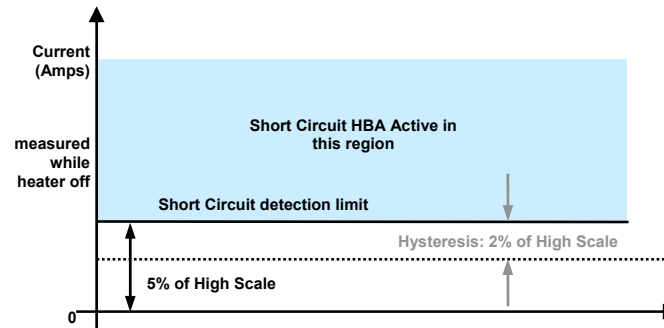 Current
(Amps)
measured
while
heater off
Short Circuit HBA Active in
this region
Short Circuit detection limit
Hysteresis: 2% of High Scale
5% of High Scale
0